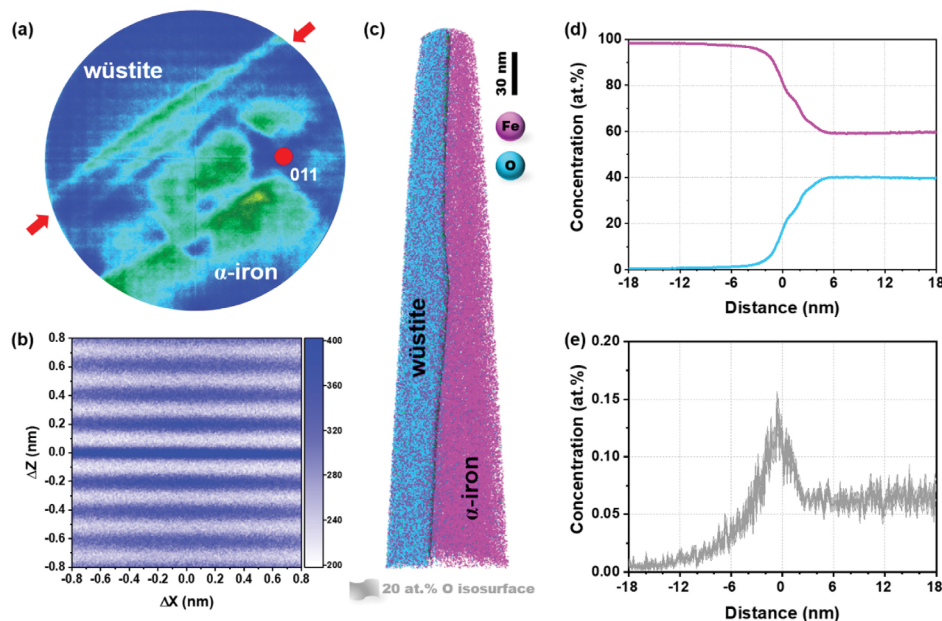 (a)
wüstite
011
α-iron
(b)
ΔZ (nm)
0.8
0.6
0.4
0.2
0.0
-0.2
-0.4
-0.6
-0.8
-0.8 -0.6 -0.4 -0.2 0.0 0.2 0.4 0.6 0.8
ΔX (nm)
400
360
320
280
240
200
(c)
30 nm
Fe
O
wüstite
α-iron
20 at.% O isosurface
(d)
Concentration (at.%)
100
80
60
40
20
0
-18 -12 -6 0 6 12 18
Distance (nm)
(e)
Concentration (at.%)
0.20
0.15
0.10
0.05
0.00
-18 -12 -6 0 6 12 18
Distance (nm)